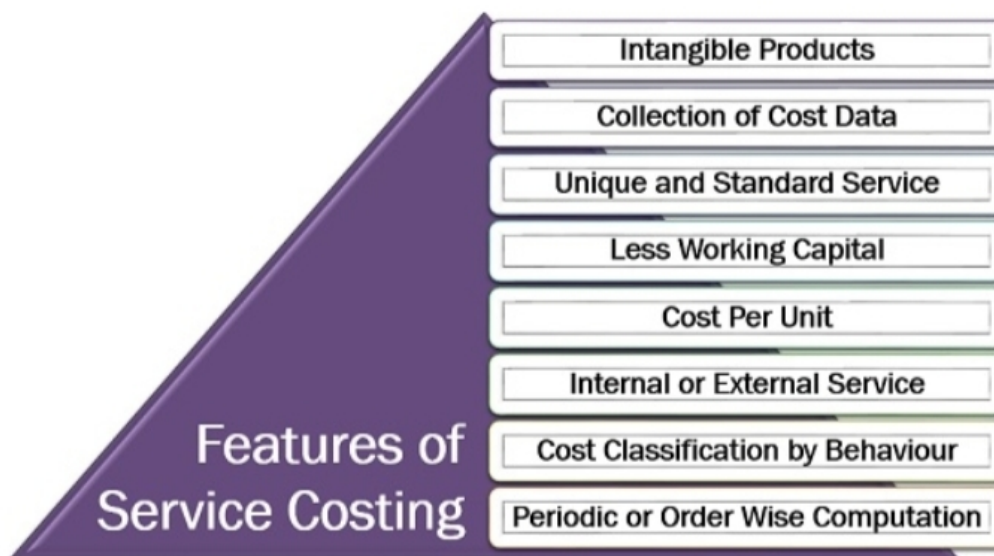 Intangible Products
Collection of Cost Data
Unique and Standard Service
Less Working Capital
Cost Per Unit
Internal or External Service
Cost Classification by Behaviour
Periodic or Order Wise Computation
Features of
Service Costing